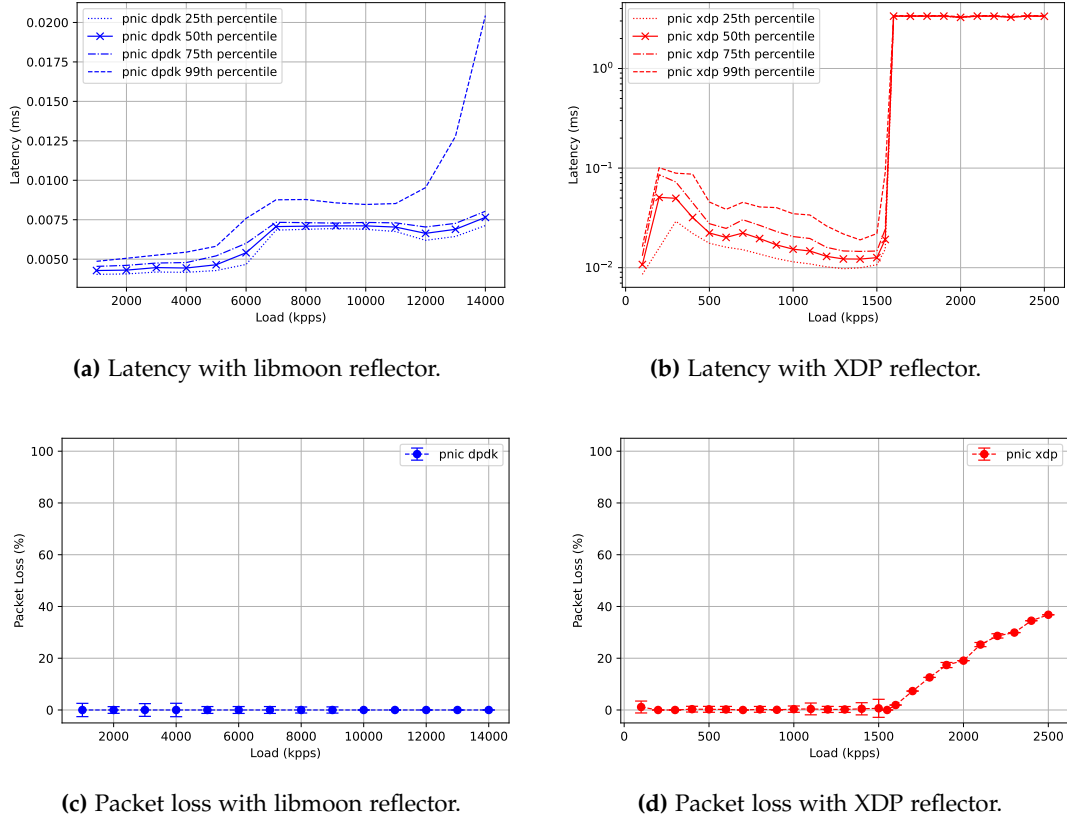 0.0200
0.0175
0.0150
0.0125
0.0100
0.0075
0.0050
Latency (ms)
pnic dpdk 25th percentile
pnic dpdk 50th percentile
pnic dpdk 75th percentile
pnic dpdk 99th percentile
2000 4000 6000 8000 10000 12000 14000
Load (kpps)
(a) Latency with libmoon reflector.
10⁰
10⁻¹
10⁻²
Latency (ms)
pnic xdp 25th percentile
pnic xdp 50th percentile
pnic xdp 75th percentile
pnic xdp 99th percentile
0 500 1000 1500 2000 2500
Load (kpps)
(b) Latency with XDP reflector.
100
80
60
40
20
0
Packet Loss (%)
pnic dpdk
2000 4000 6000 8000 10000 12000 14000
Load (kpps)
(c) Packet loss with libmoon reflector.
100
80
60
40
20
0
Packet Loss (%)
pnic xdp
0 500 1000 1500 2000 2500
Load (kpps)
(d) Packet loss with XDP reflector.